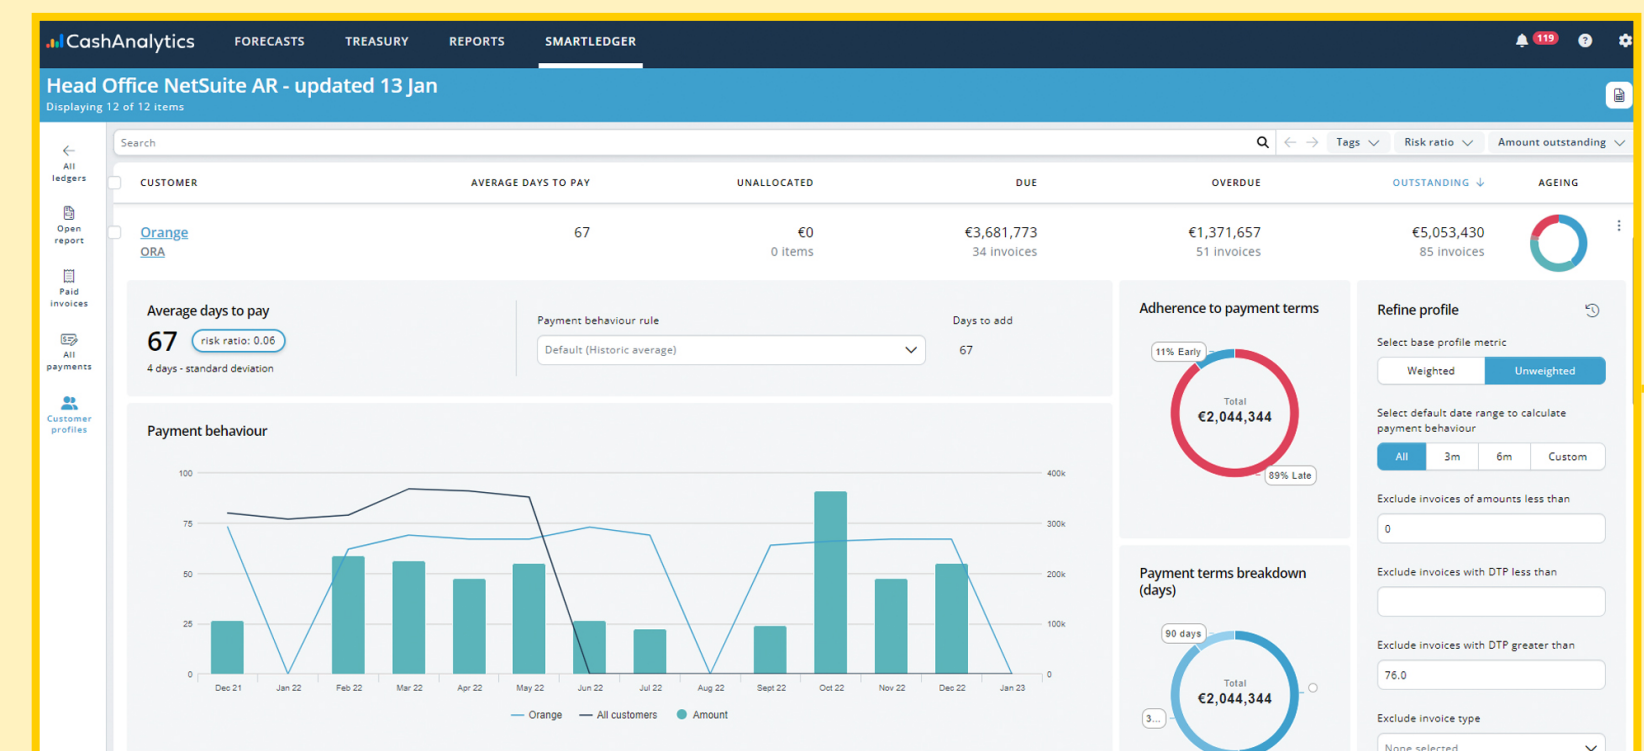 CashAnalytics FORECASTS TREASURY REPORTS SMARTLEDGER 119 ?
Head Office NetSuite AR - updated 13 Jan
Displaying 12 of 12 items
All
ledgers
Open
report
Paid
invoices
All
payments
Customer
profiles
Search Tags Risk ratio Amount outstanding
CUSTOMER AVERAGE DAYS TO PAY UNALLOCATED DUE OVERDUE OUTSTANDING AGEING
Orange 67 €0 €3,681,773 €1,371,657 €5,053,430
ORA 0 items 34 invoices 51 invoices 85 invoices
Average days to pay
67 risk ratio: 0.06
4 days - standard deviation
Payment behaviour rule
Default (Historic average)
Days to add
67
Payment behaviour
100 400k
75 300k
50 200k
25 100k
0 0
Dec 21 Jan 22 Feb 22 Mar 22 Apr 22 May 22 Jun 22 Jul 22 Aug 22 Sept 22 Oct 22 Nov 22 Dec 22 Jan 23
Orange All customers Amount
Adherence to payment terms
11% Early
Total
€2,044,344
89% Late
Payment terms breakdown
(days)
90 days
Total
€2,044,344
3...
Refine profile
Select base profile metric
Weighted Unweighted
Select default date range to calculate
payment behaviour
All 3m 6m Custom
Exclude invoices of amounts less than
0
Exclude invoices with DTP less than
Exclude invoices with DTP greater than
76.0
Exclude invoice type
None selected